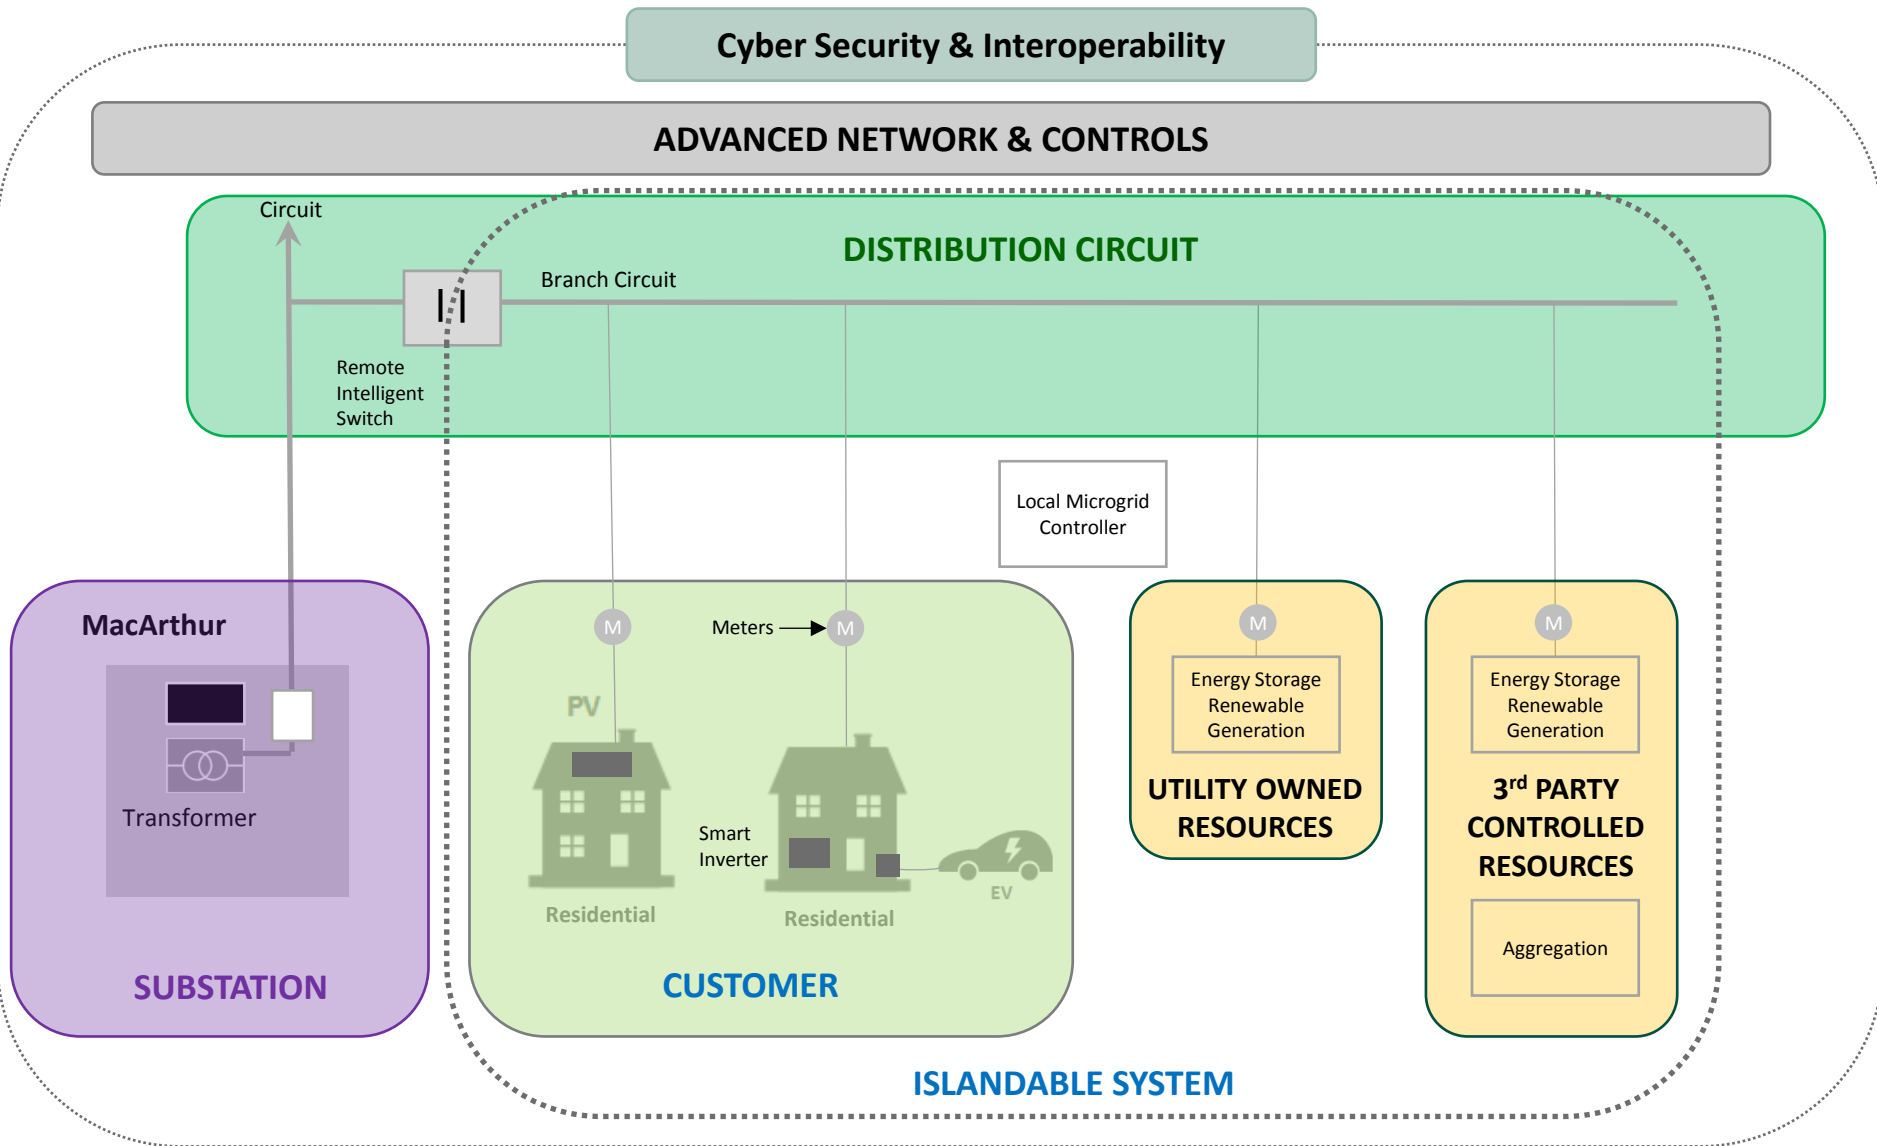 Cyber Security & Interoperability
ADVANCED NETWORK & CONTROLS
Circuit
DISTRIBUTION CIRCUIT
Branch Circuit
Remote
Intelligent
Switch
Local Microgrid
Controller
MacArthur
Transformer
SUBSTATION
M
Meters
M
PV
Smart
Inverter
EV
Residential
Residential
CUSTOMER
M
Energy Storage
Renewable
Generation
UTILITY OWNED
RESOURCES
M
Energy Storage
Renewable
Generation
3rd PARTY
CONTROLLED
RESOURCES
Aggregation
ISLANDABLE SYSTEM